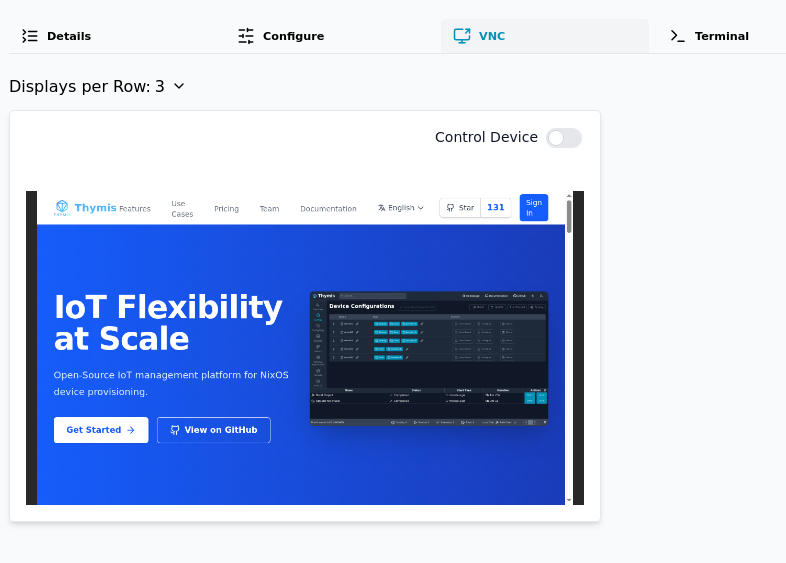 Details
Configure
VNC
Terminal
Displays per Row: 3
Control Device
THYMIS
Thymis
Features
Use
Cases
Pricing
Team
Documentation
English
Star
131
Sign
In
IoT Flexibility
at Scale
Open-Source IoT management platform for NixOS
device provisioning.
Get Started
View on GitHub
Thymis
Device Configurations